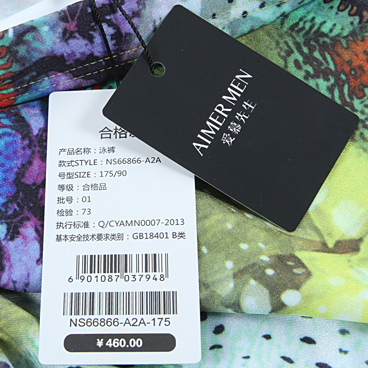 AIMER MEN
爱慕先生
合格
产品名称：泳裤
款式STYLE：NS66866-A2A
号型SIZE：175/90
等级：合格品
批号：01
检验：73
执行标准：Q/CYAMN0007-2013
基本安全技术要求类别：GB18401 B类
6 901087 037948
NS66866-A2A-175
¥460.00